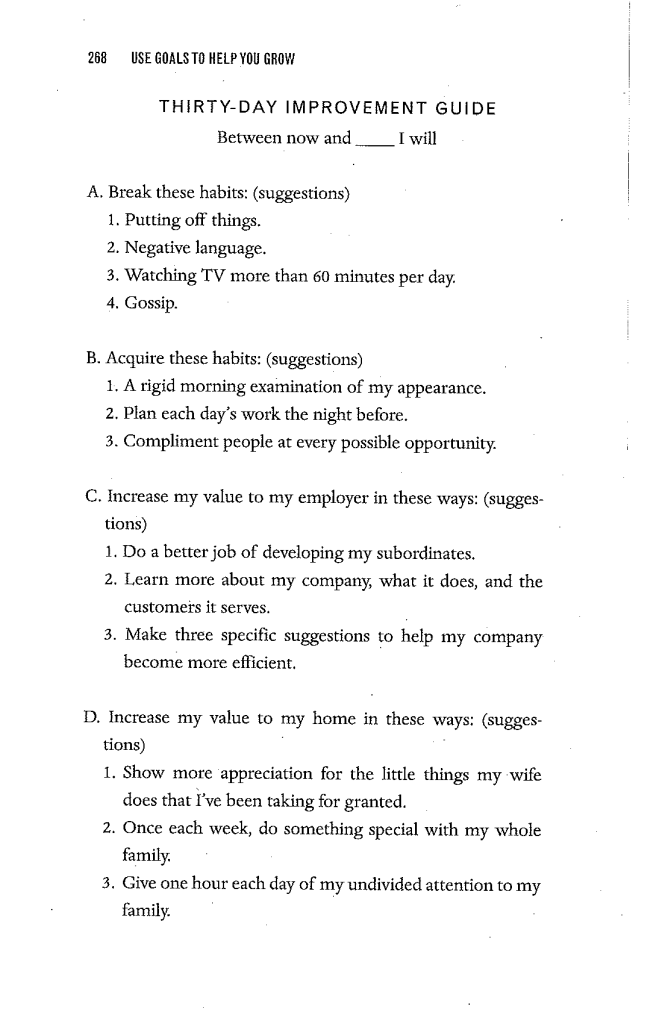 268 USE GOALS TO HELP YOU GROW
THIRTY-DAY IMPROVEMENT GUIDE
Between now and ____ I will
A. Break these habits: (suggestions)
1. Putting off things.
2. Negative language.
3. Watching TV more than 60 minutes per day.
4. Gossip.
B. Acquire these habits: (suggestions)
1. A rigid morning examination of my appearance.
2. Plan each day's work the night before.
3. Compliment people at every possible opportunity.
C. Increase my value to my employer in these ways: (sugges-
tions)
1. Do a better job of developing my subordinates.
2. Learn more about my company, what it does, and the
customers it serves.
3. Make three specific suggestions to help my company
become more efficient.
D. Increase my value to my home in these ways: (sugges-
tions)
1. Show more appreciation for the little things my wife
does that I've been taking for granted.
2. Once each week, do something special with my whole
family.
3. Give one hour each day of my undivided attention to my
family.